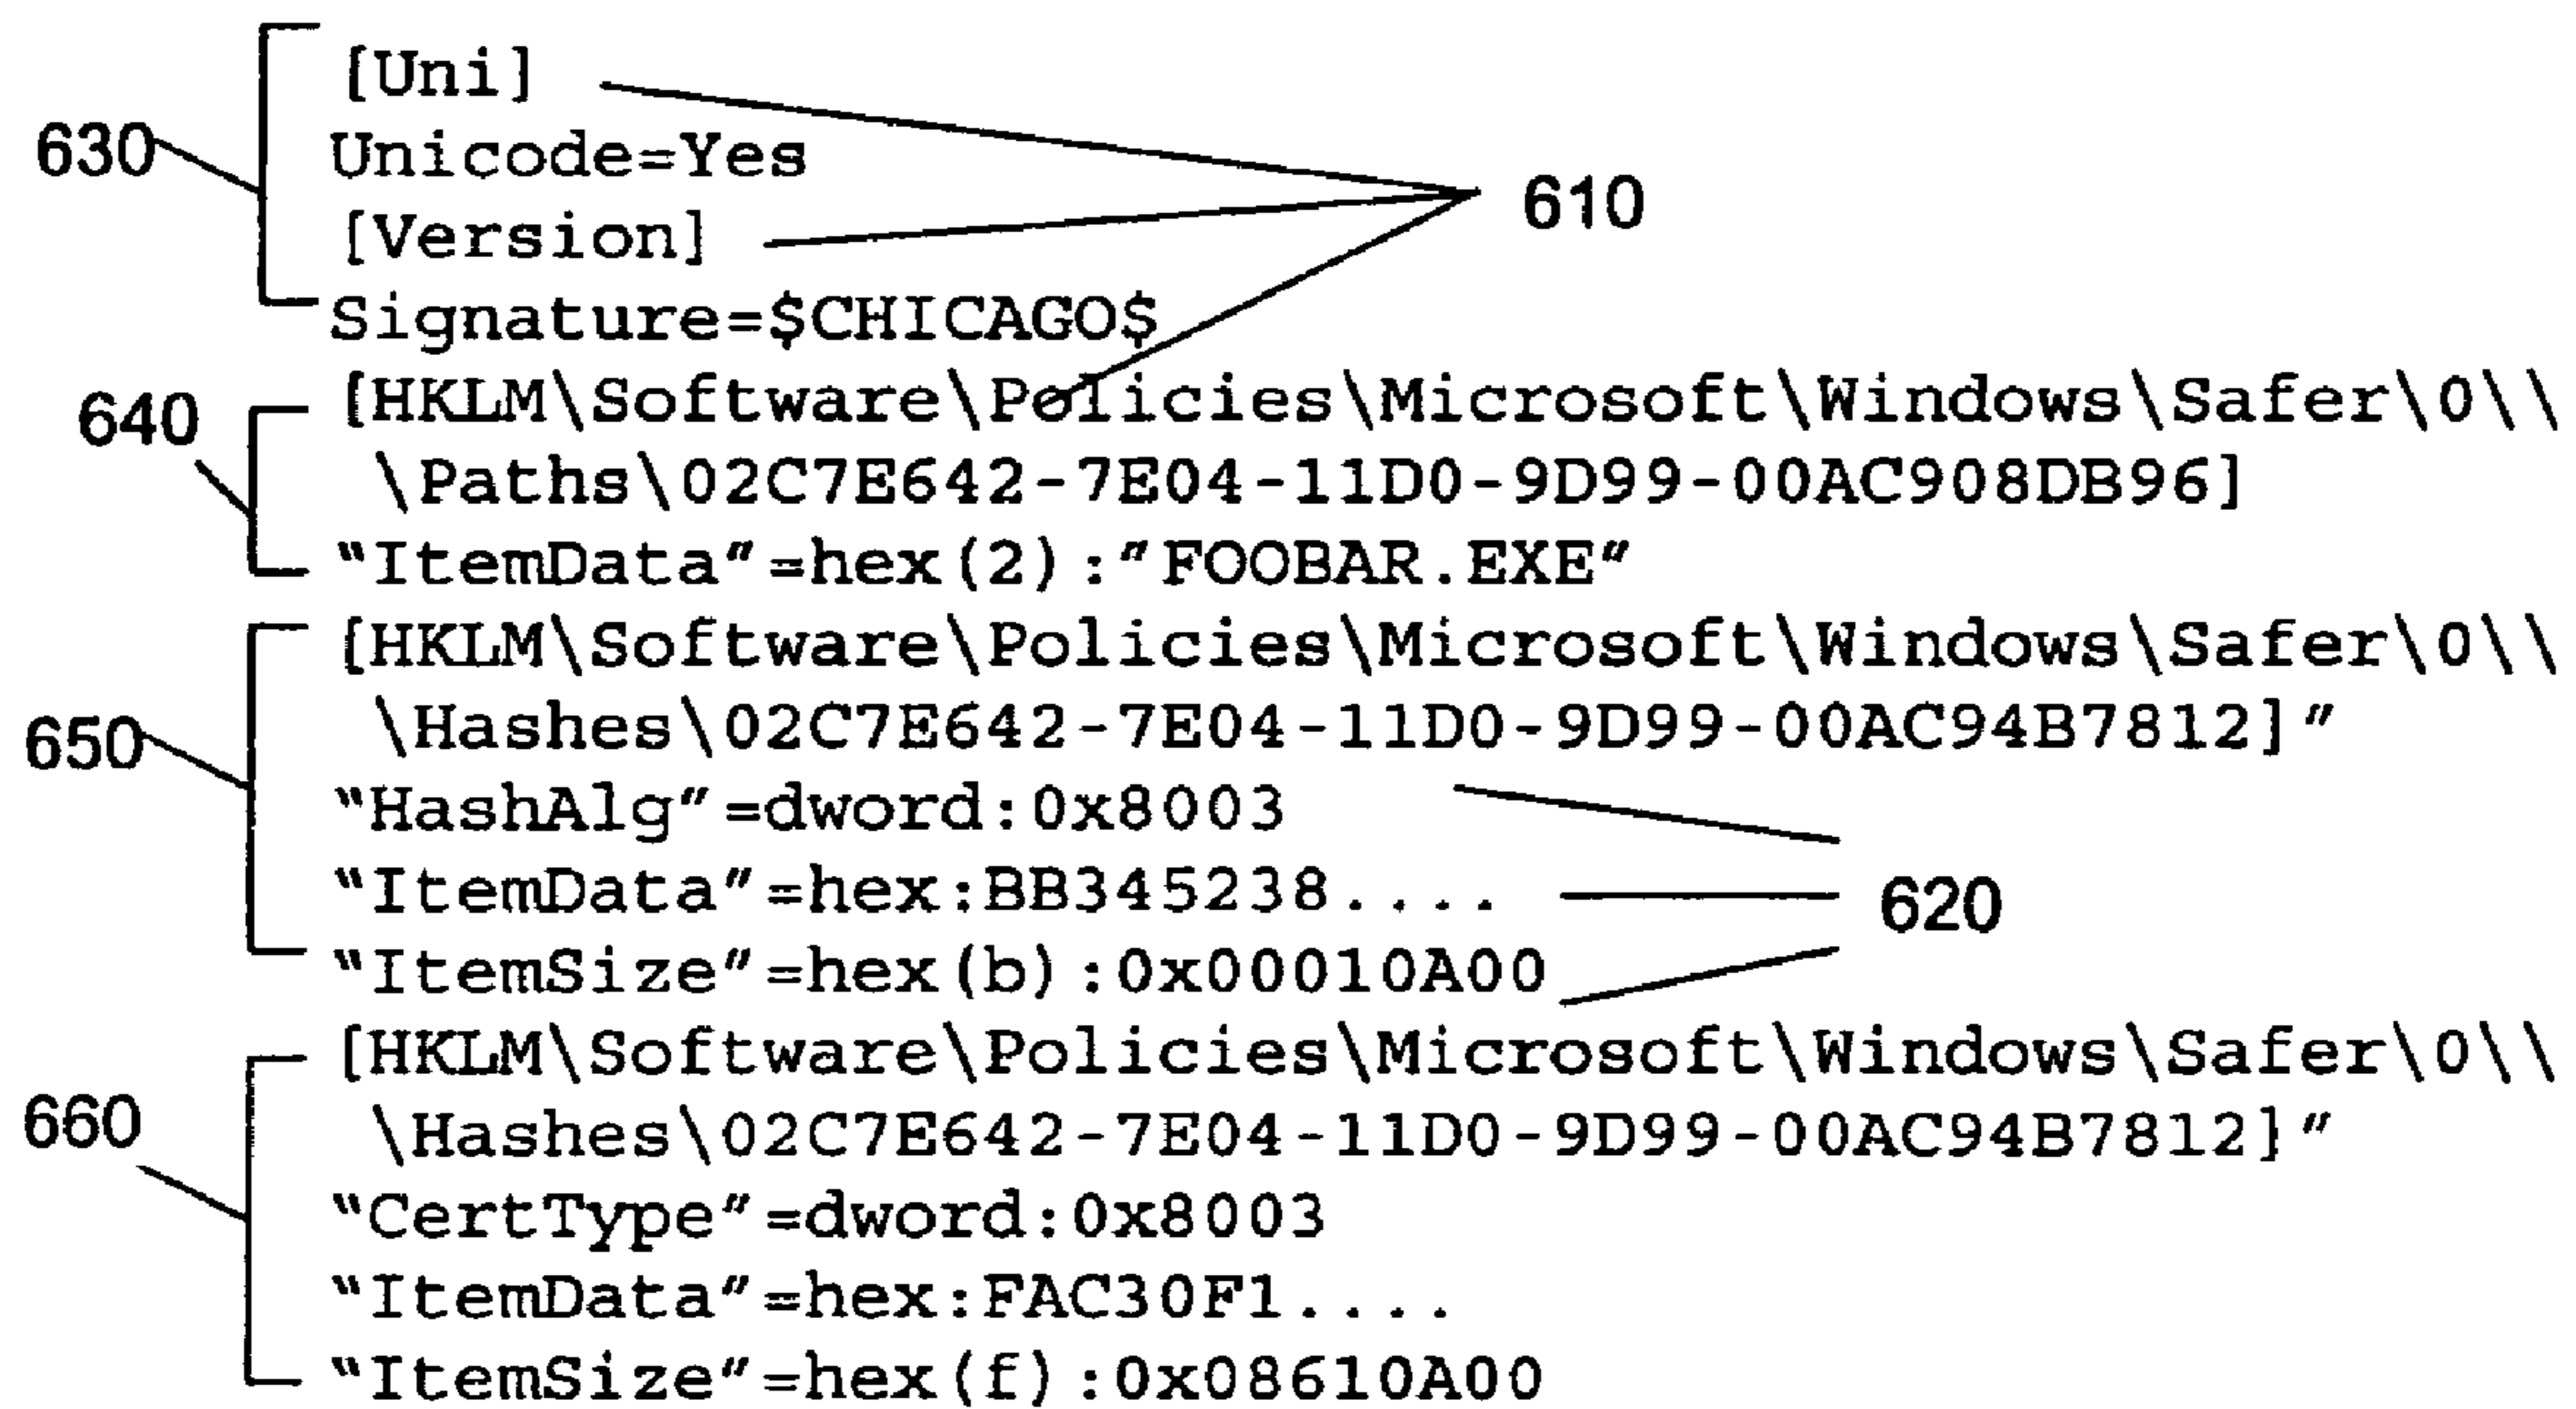 [Uni]
630
Unicode=Yes
610
[Version]
Signature=$CHICAGO$
640
[HKLM\Software\Policies\Microsoft\Windows\Safer\0\\
\Paths\02C7E642-7E04-11D0-9D99-00AC908DB96]
“ItemData”=hex(2):”FOOBAR.EXE”
[HKLM\Software\Policies\Microsoft\Windows\Safer\0\\
650
\Hashes\02C7E642-7E04-11D0-9D99-00AC94B7812]”
“HashAlg”=dword:0x8003
“ItemData”=hex:BB345238....
620
“ItemSize”=hex(b):0x00010A00
[HKLM\Software\Policies\Microsoft\Windows\Safer\0\\
660
\Hashes\02C7E642-7E04-11D0-9D99-00AC94B7812]”
“CertType”=dword:0x8003
“ItemData”=hex:FAC30F1....
“ItemSize”=hex(f):0x08610A00